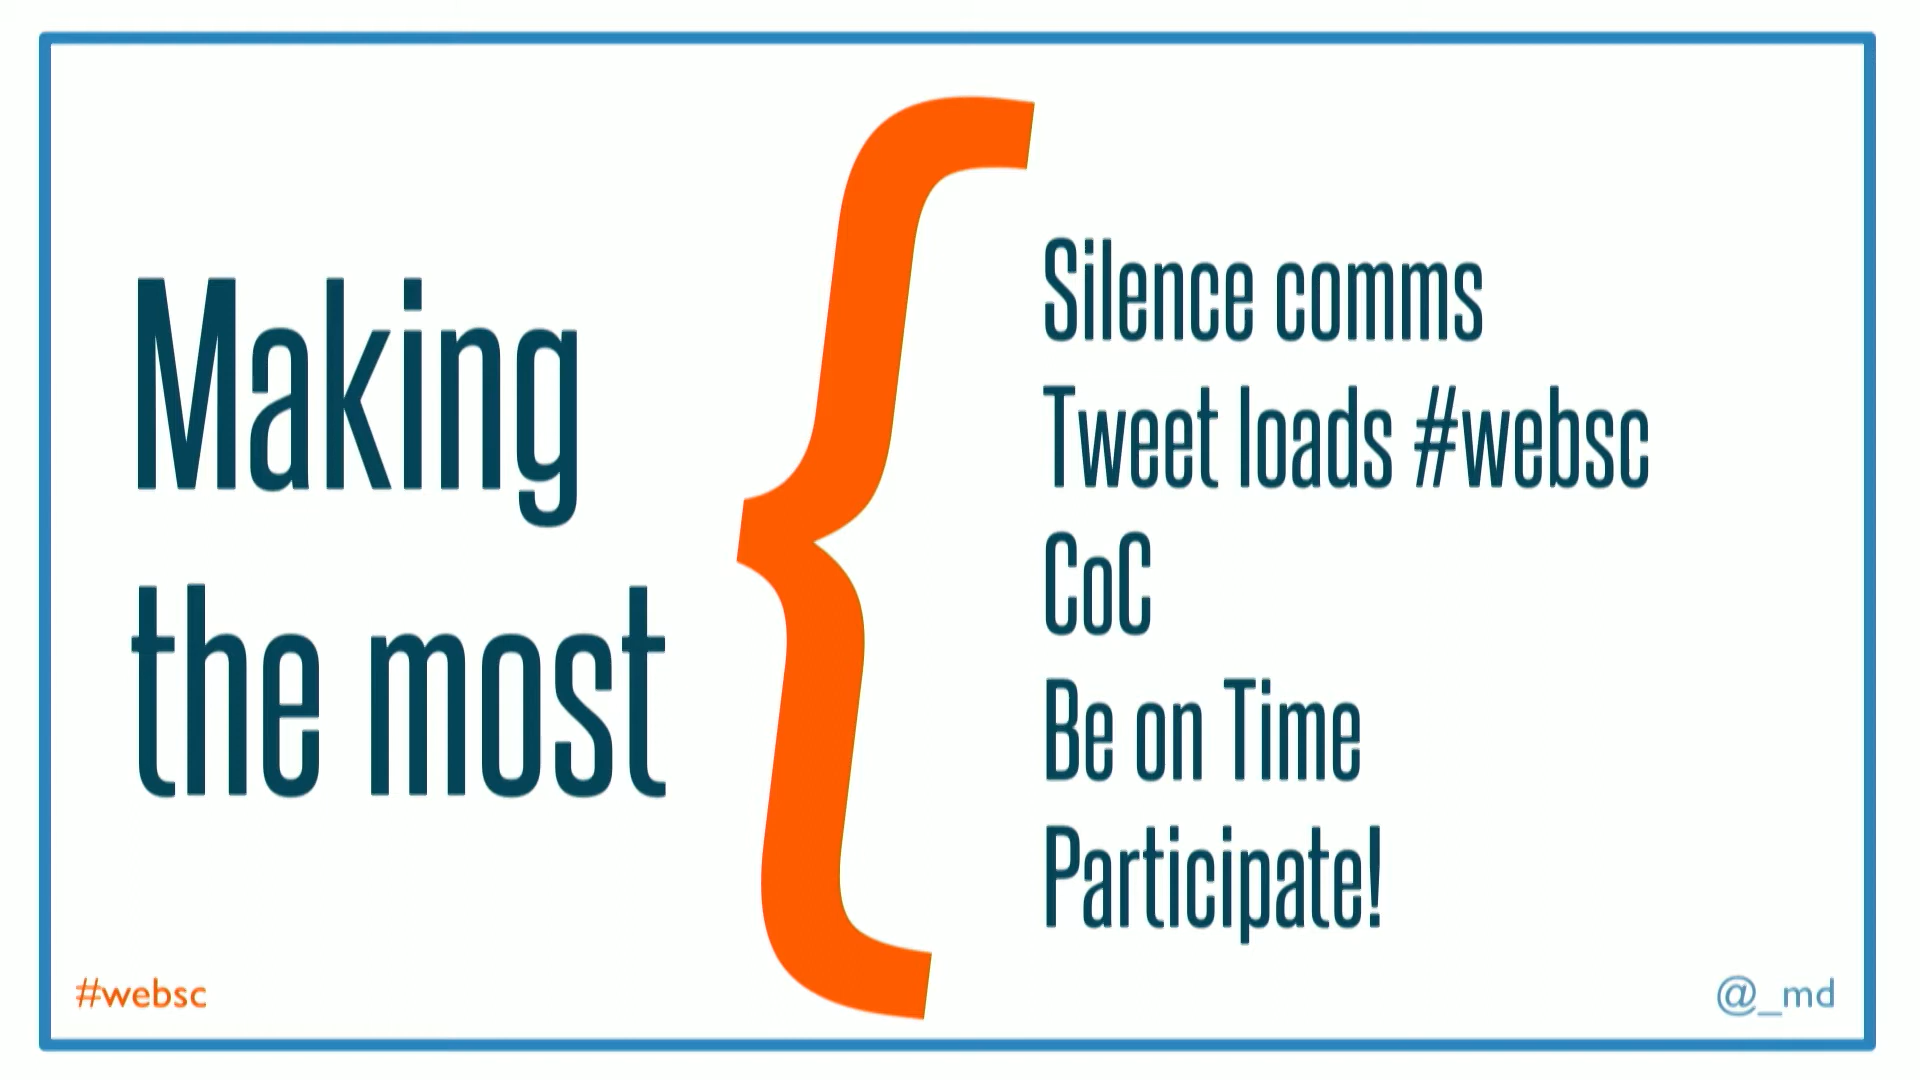 Making
the most
{
Silence comms
Tweet loads #websc
CoC
Be on Time
Participate!
#websc
@_md